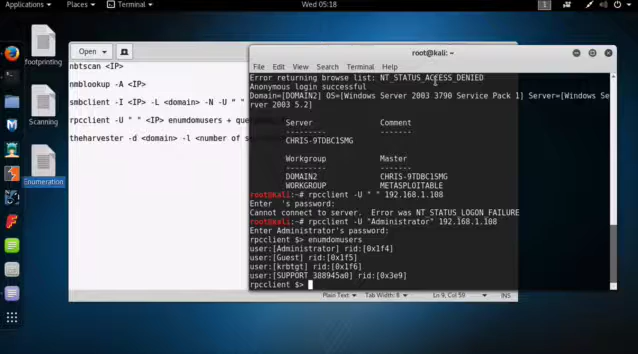 Applications
Places
Terminal
Wed 05:18
1
footprinting
Scanning
Enumeration
Open
nbtscan <IP>
nmblookup -A <IP>
smbclient -I <IP> -L <domain> -N -U " "
rpcclient -U " " <IP> enumdomusers +
theharvester -d <domain> -l <number of
Plain Text
Tab Width: 8
Ln 9, Col 59
INS
root@kali: ~
File Edit View Search Terminal Help
Error returning browse list: NT_STATUS_ACCESS_DENIED
Anonymous login successful
Domain=[DOMAIN2] OS=[Windows Server 2003 3790 Service Pack 1] Server=[Windows Se
rver 2003 5.2]
Server Comment
--------- -------
CHRIS-9TDBC1SMG
Workgroup Master
--------- -------
DOMAIN2 CHRIS-9TDBC1SMG
WORKGROUP METASPLOITABLE
root@kali:~# rpcclient -U " " 192.1.1.108
Enter  's password:
Cannot connect to server.  Error was NT_STATUS_LOGON_FAILURE
root@kali:~# rpcclient -U "Administrator" 192.168.1.108
Enter Administrator's password:
rpcclient $> enumdomusers
user:[Administrator] rid:[0x1f4]
user:[Guest] rid:[0x1f5]
user:[krbtgt] rid:[0x1f6]
user:[SUPPORT_388945a0] rid:[0x3e9]
rpcclient $>